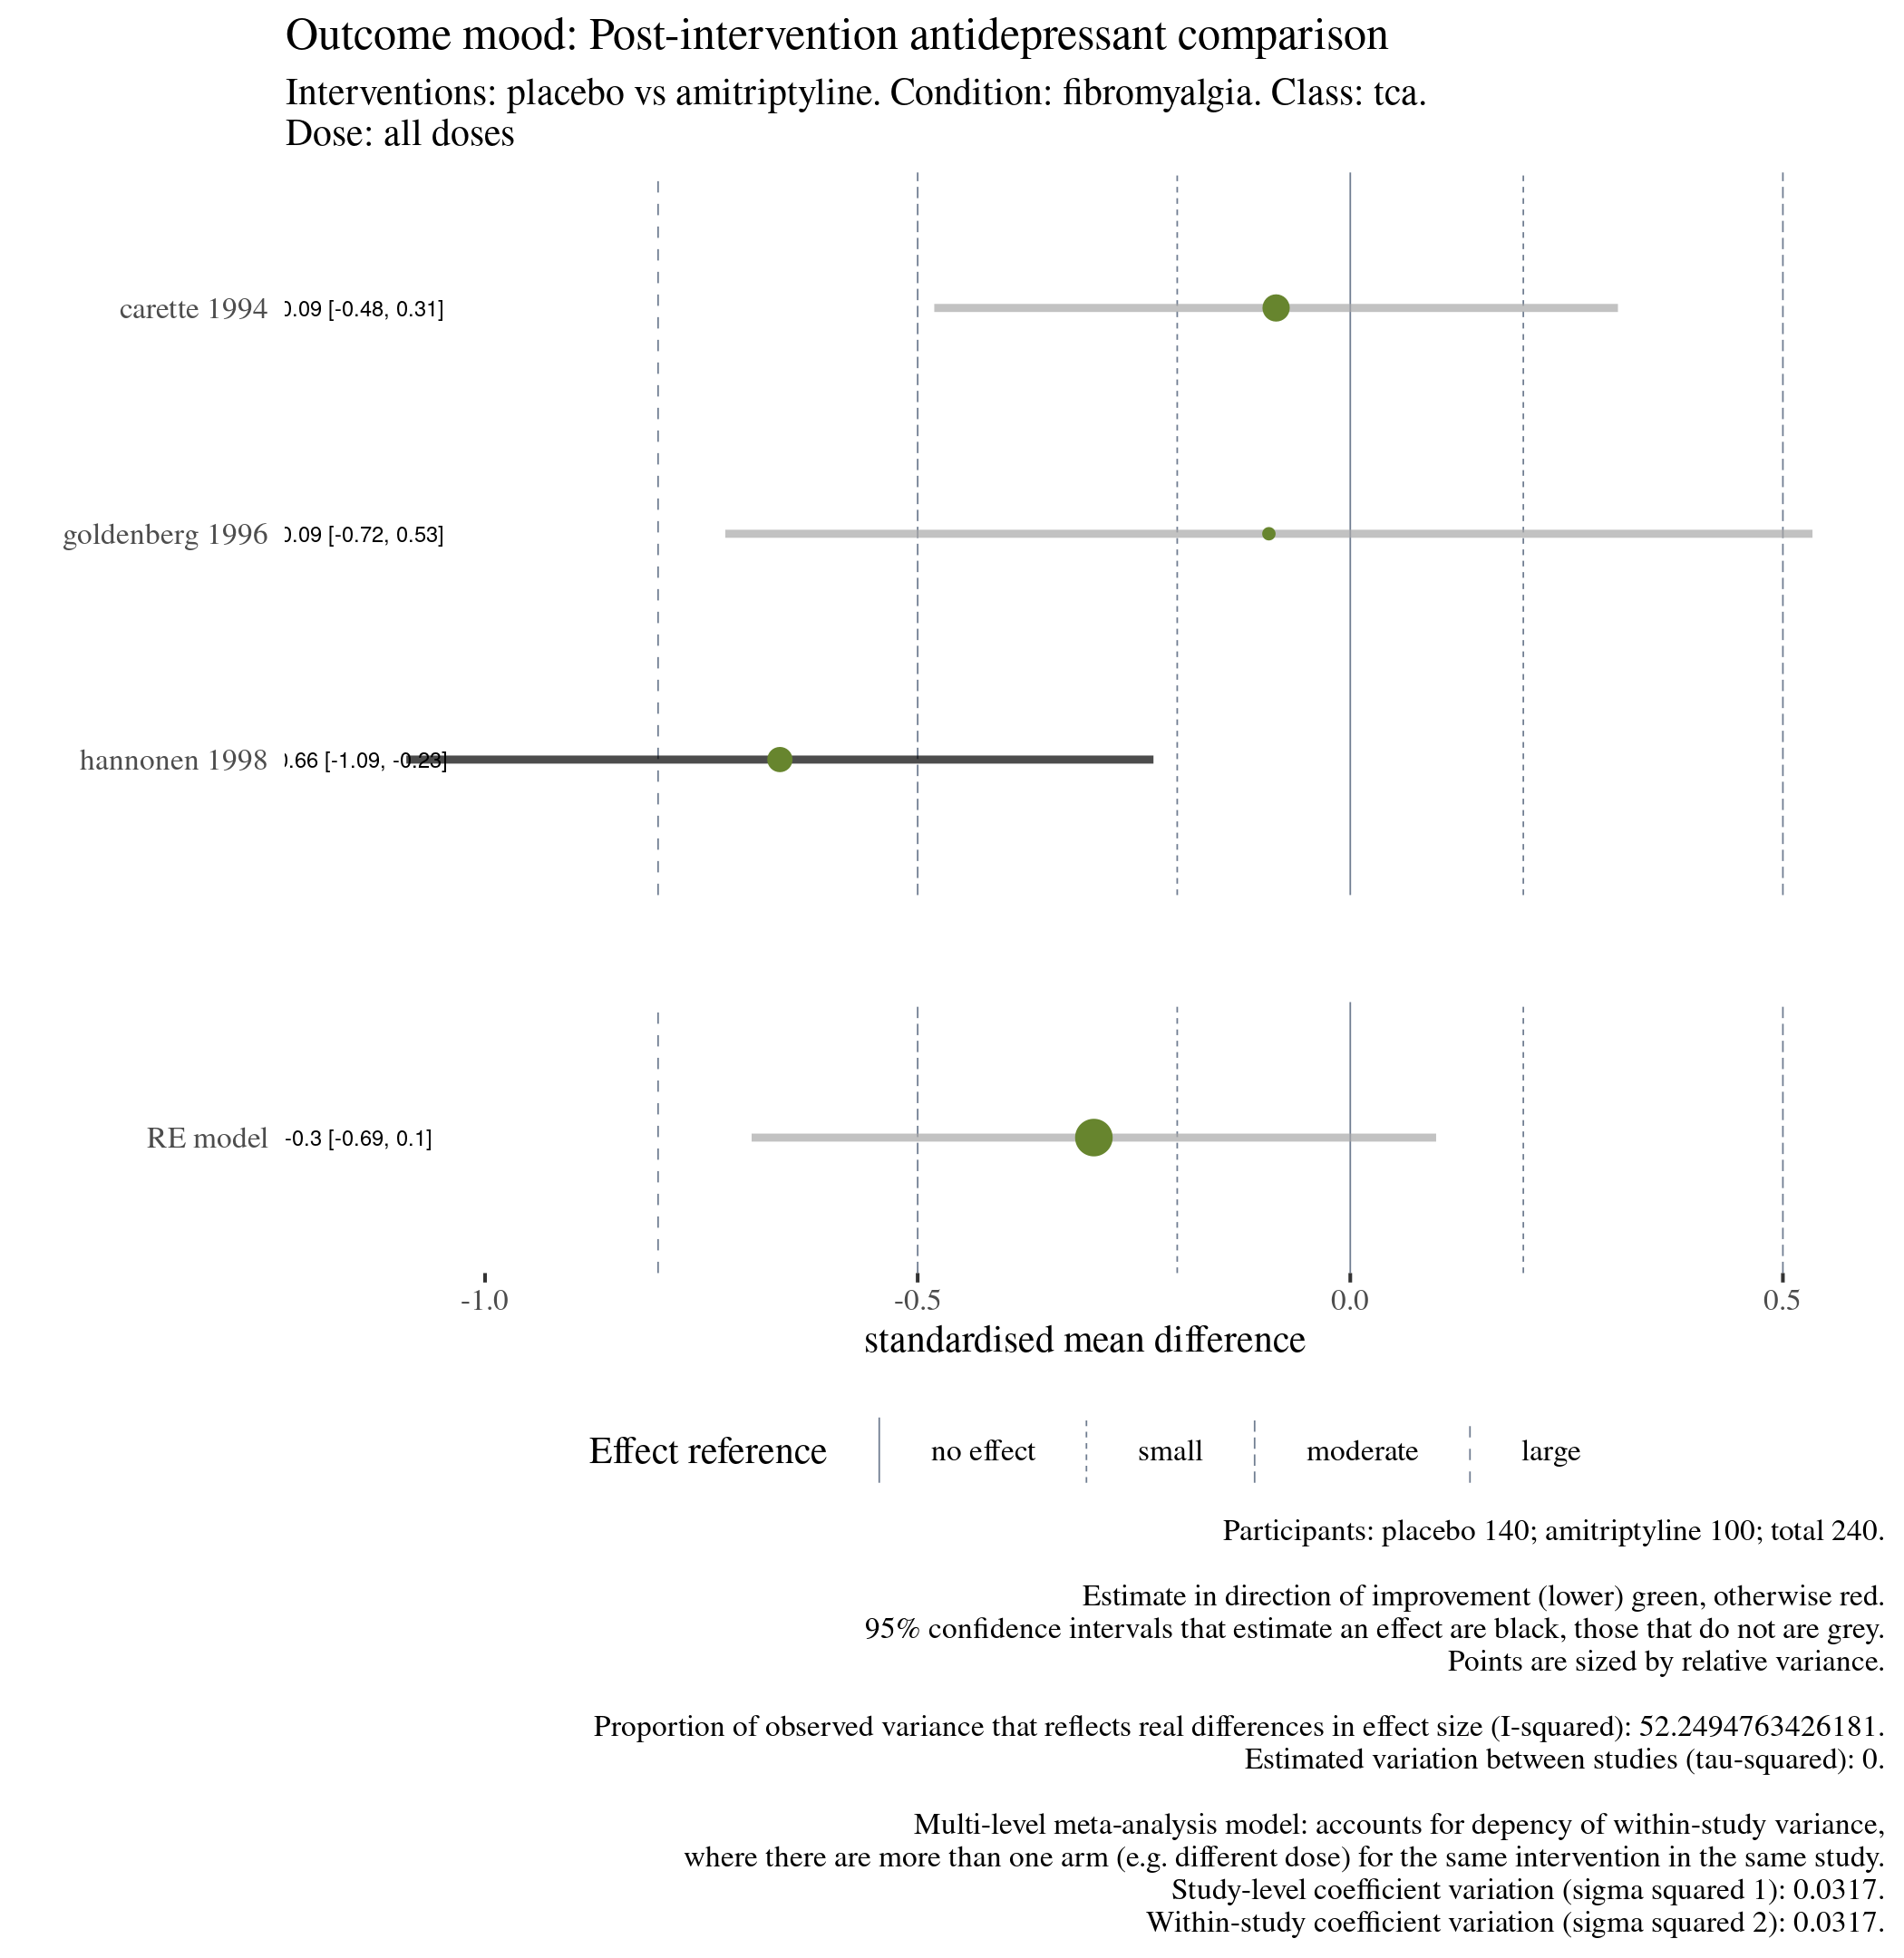 Outcome mood: Post-intervention antidepressant comparison
Interventions: placebo vs amitriptyline. Condition: fibromyalgia. Class: tca.
Dose: all doses
carette 1994 0.09 [-0.48, 0.31]
goldenberg 1996 0.09 [-0.72, 0.53]
hannonen 1998 0.66 [-1.09, -0.23]
RE model -0.3 [-0.69, 0.1]
-1.0 -0.5 0.0 0.5
standardised mean difference
Effect reference no effect small moderate large
Participants: placebo 140; amitriptyline 100; total 240.
Estimate in direction of improvement (lower) green, otherwise red.
95% confidence intervals that estimate an effect are black, those that do not are grey.
Points are sized by relative variance.
Proportion of observed variance that reflects real differences in effect size (I-squared): 52.2494763426181.
Estimated variation between studies (tau-squared): 0.
Multi-level meta-analysis model: accounts for depency of within-study variance,
where there are more than one arm (e.g. different dose) for the same intervention in the same study.
Study-level coefficient variation (sigma squared 1): 0.0317.
Within-study coefficient variation (sigma squared 2): 0.0317.